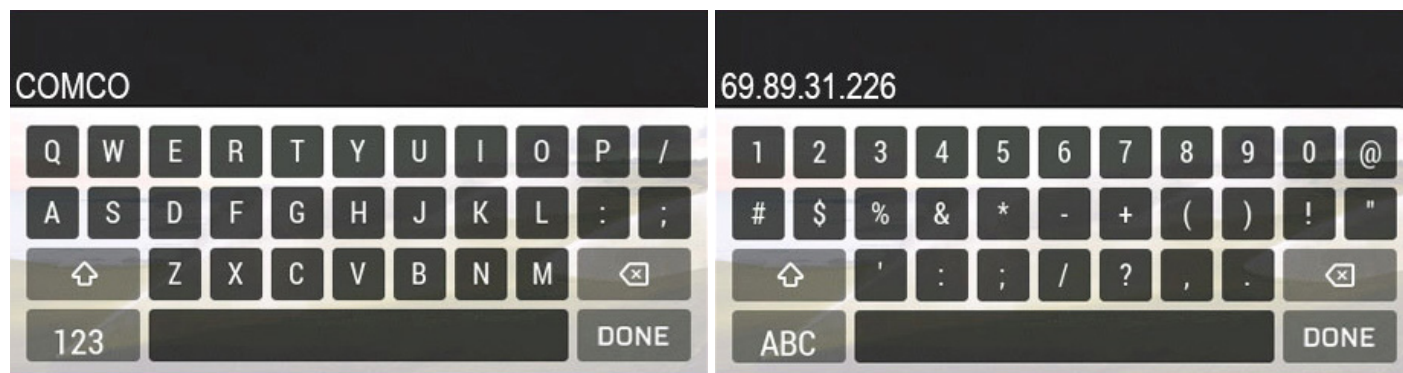 COMCO
Q W E R T Y U I O P /
A S D F G H J K L : ;
Z X C V B N M
123 DONE
69.89.31.226
1 2 3 4 5 6 7 8 9 0 @
# $ % & * - + ( ) ! "
' : ; / ? , .
ABC DONE